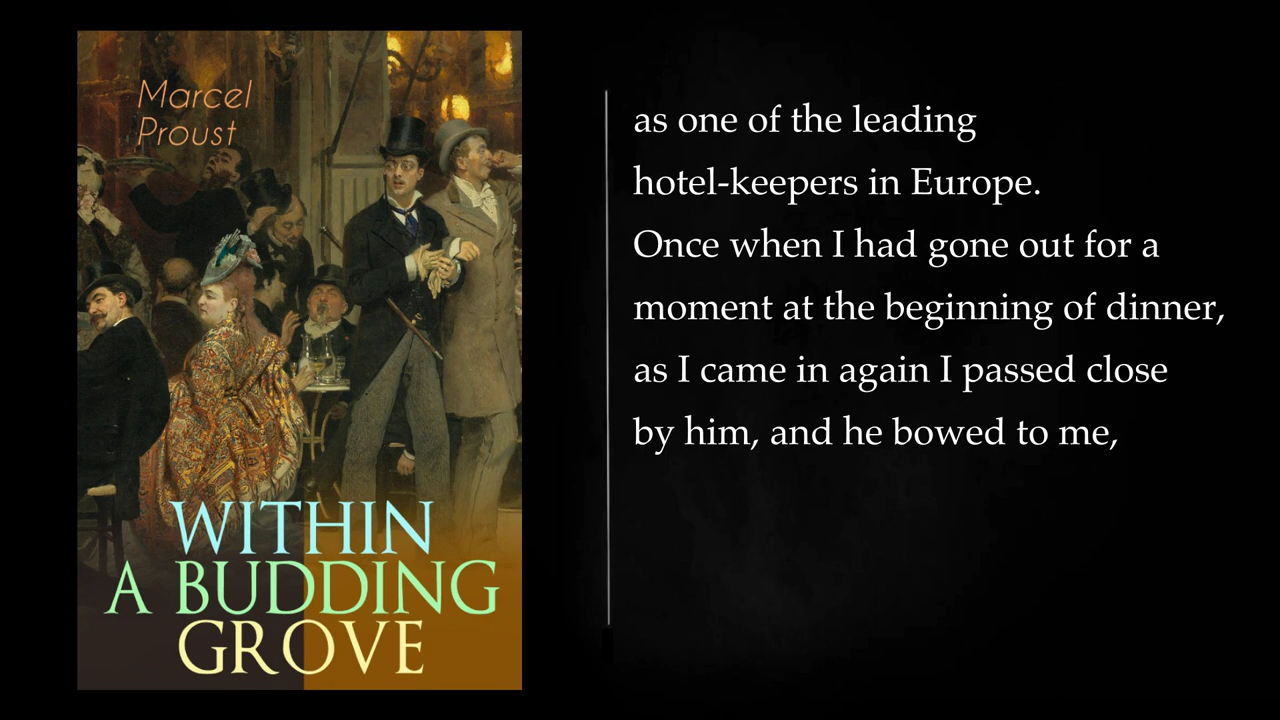 Marcel
Proust
WITHIN
A BUDDING
GROVE
as one of the leading
hotel-keepers in Europe.
Once when I had gone out for a
moment at the beginning of dinner,
as I came in again I passed close
by him, and he bowed to me,